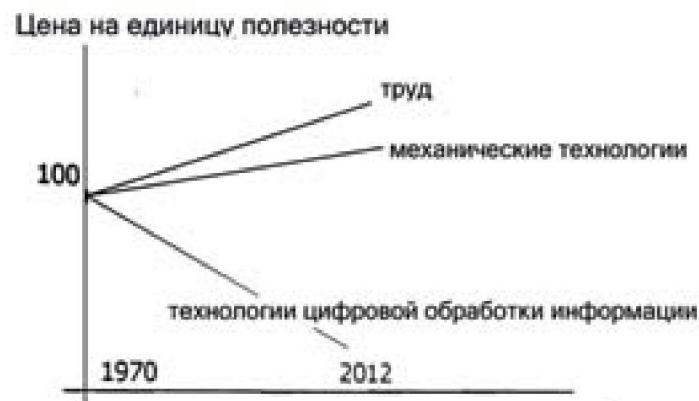 Цена на единицу полезности
труд
механические технологии
100
технологии цифровой обработки информации
1970 2012